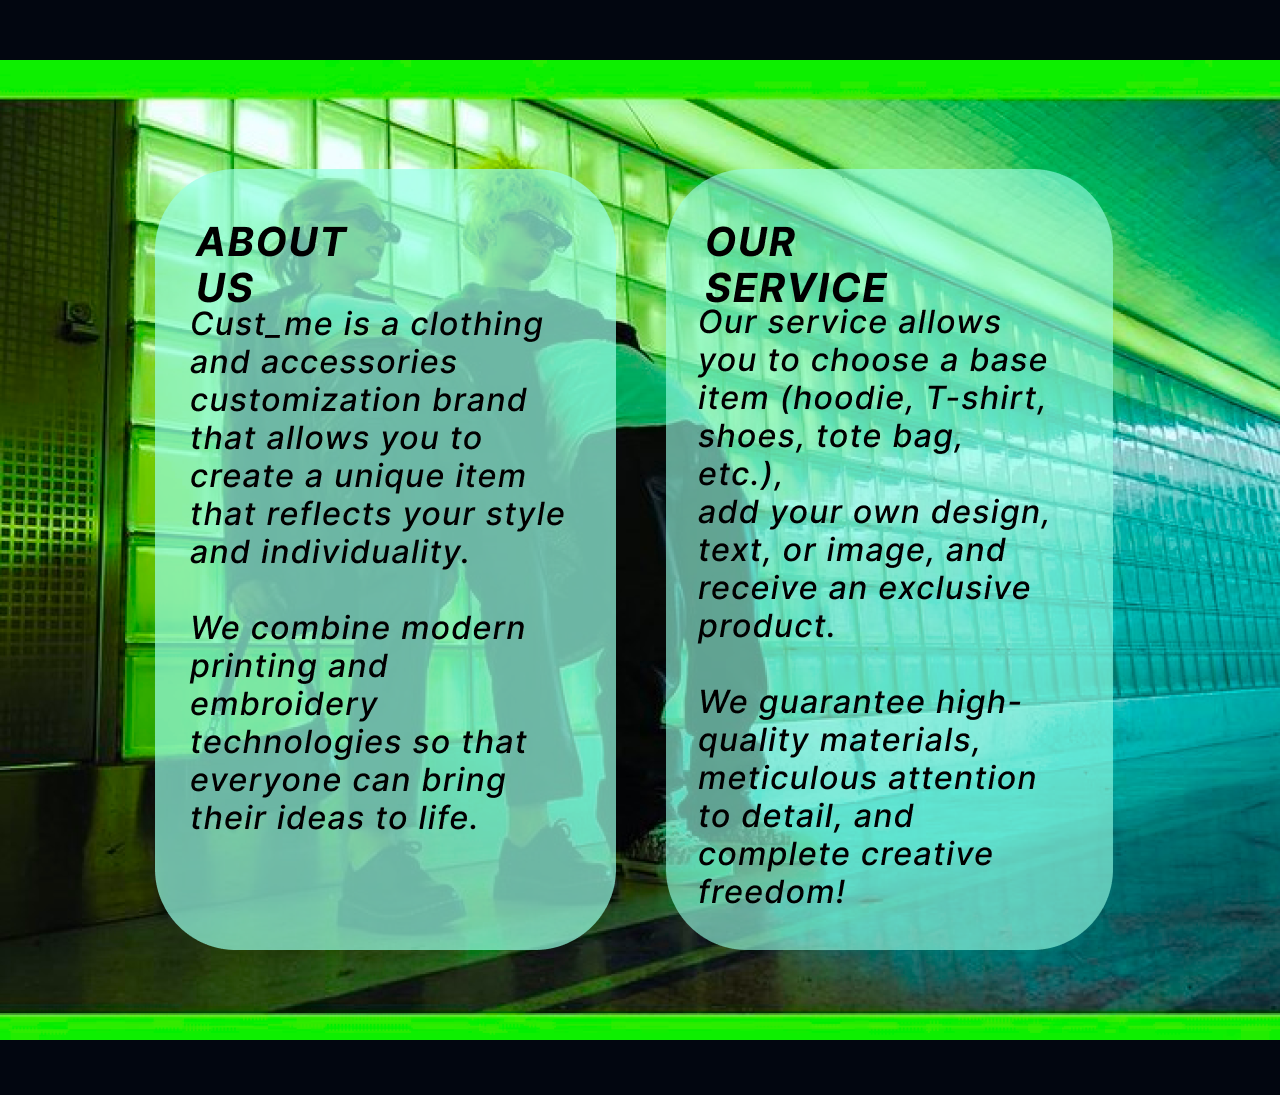 ABOUT
US
Cust_me is a clothing
and accessories
customization brand
that allows you to
create a unique item
that reflects your style
and individuality.
We combine modern
printing and
embroidery
technologies so that
everyone can bring
their ideas to life.
OUR
SERVICE
Our service allows
you to choose a base
item (hoodie, T-shirt,
shoes, tote bag,
etc.),
add your own design,
text, or image, and
receive an exclusive
product.
We guarantee high-
quality materials,
meticulous attention
to detail, and
complete creative
freedom!